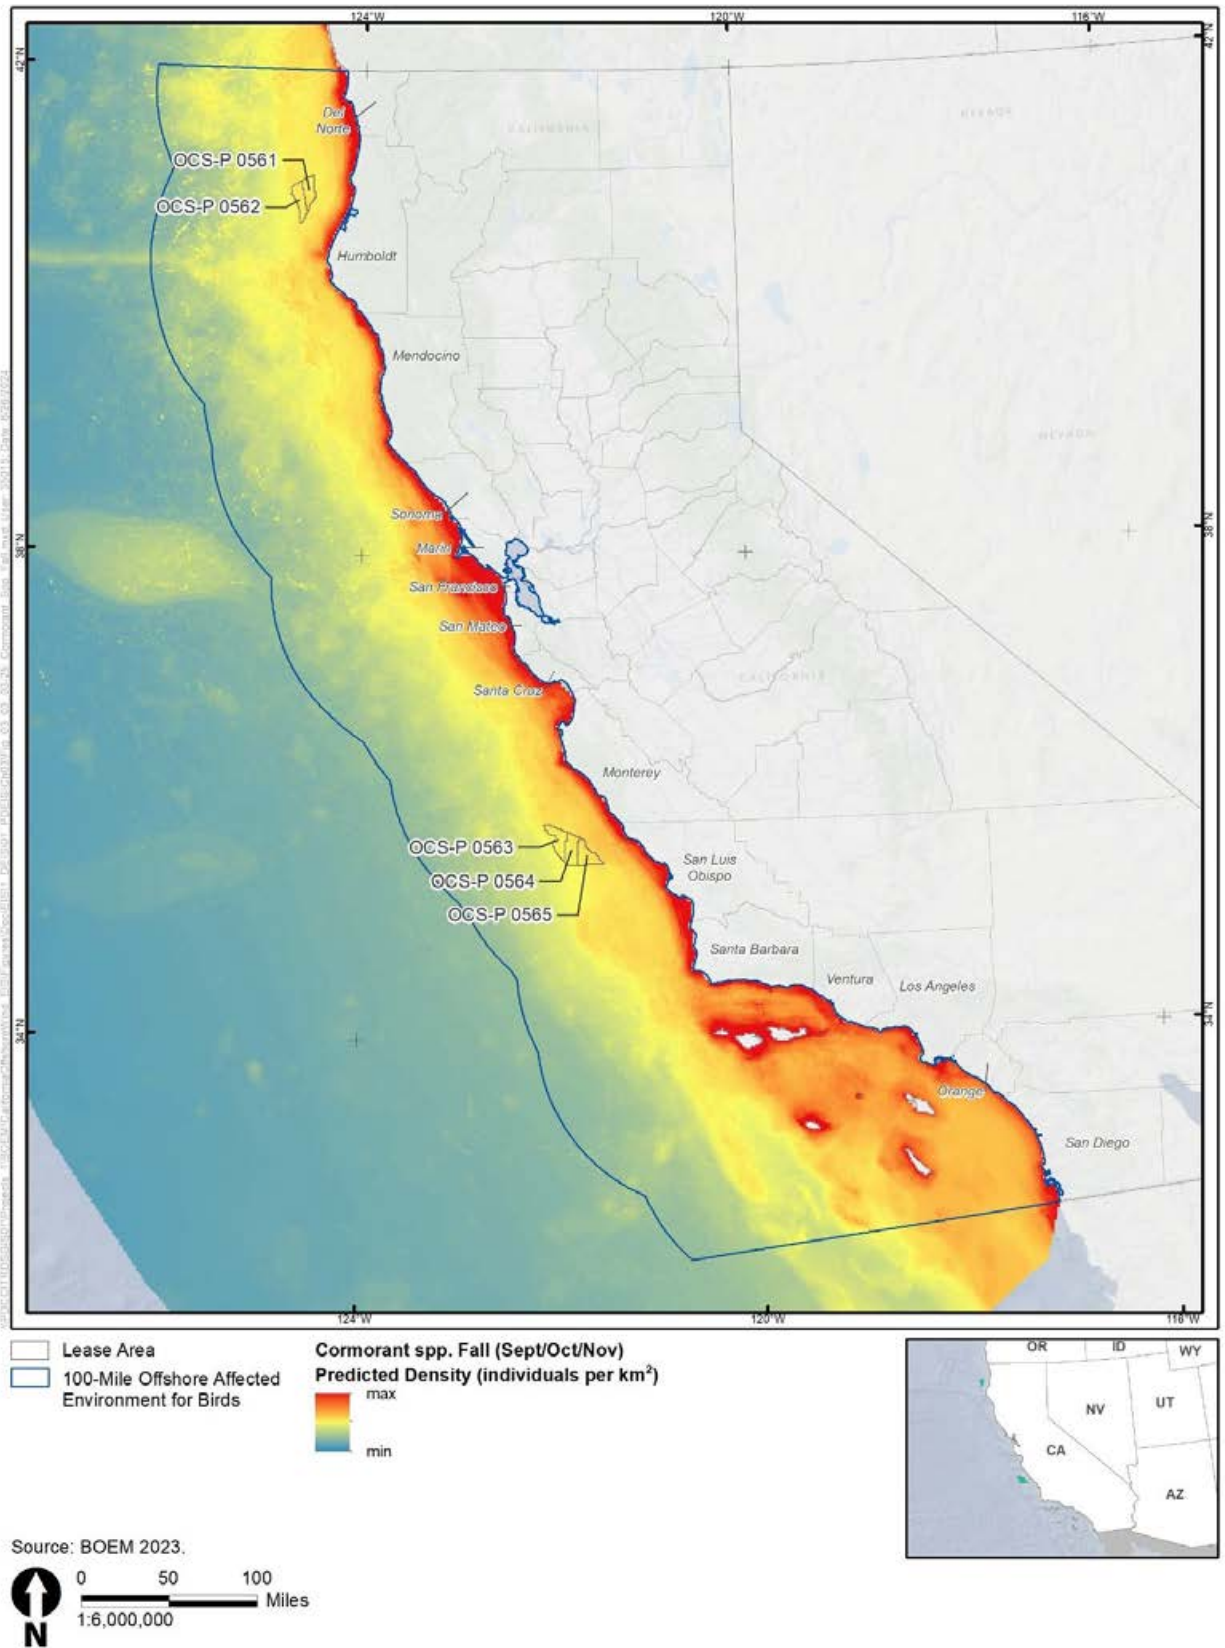 124°W 120°W 116°W
42°N 42°N
Del
Norte
CALIFORNIA
NEVADA
OCS-P 0561
OCS-P 0562
Humboldt
Mendocino
NEVADA
Sonoma
38°N 38°N
Marin
San Francisco
San Mateo
CALIFORNIA
Santa Cruz
Monterey
OCS-P 0563
San Luis
Obispo
OCS-P 0564
OCS-P 0565
Santa Barbara
Ventura
Los Angeles
34°N 34°N
Orange
San Diego
124°W 120°W 116°W
Lease Area
100-Mile Offshore Affected
Environment for Birds
Cormorant spp. Fall (Sept/Oct/Nov)
Predicted Density (individuals per km²)
max
min
OR ID WY
NV UT
CA
AZ
Source: BOEM 2023.
0 50 100
Miles
1:6,000,000
N